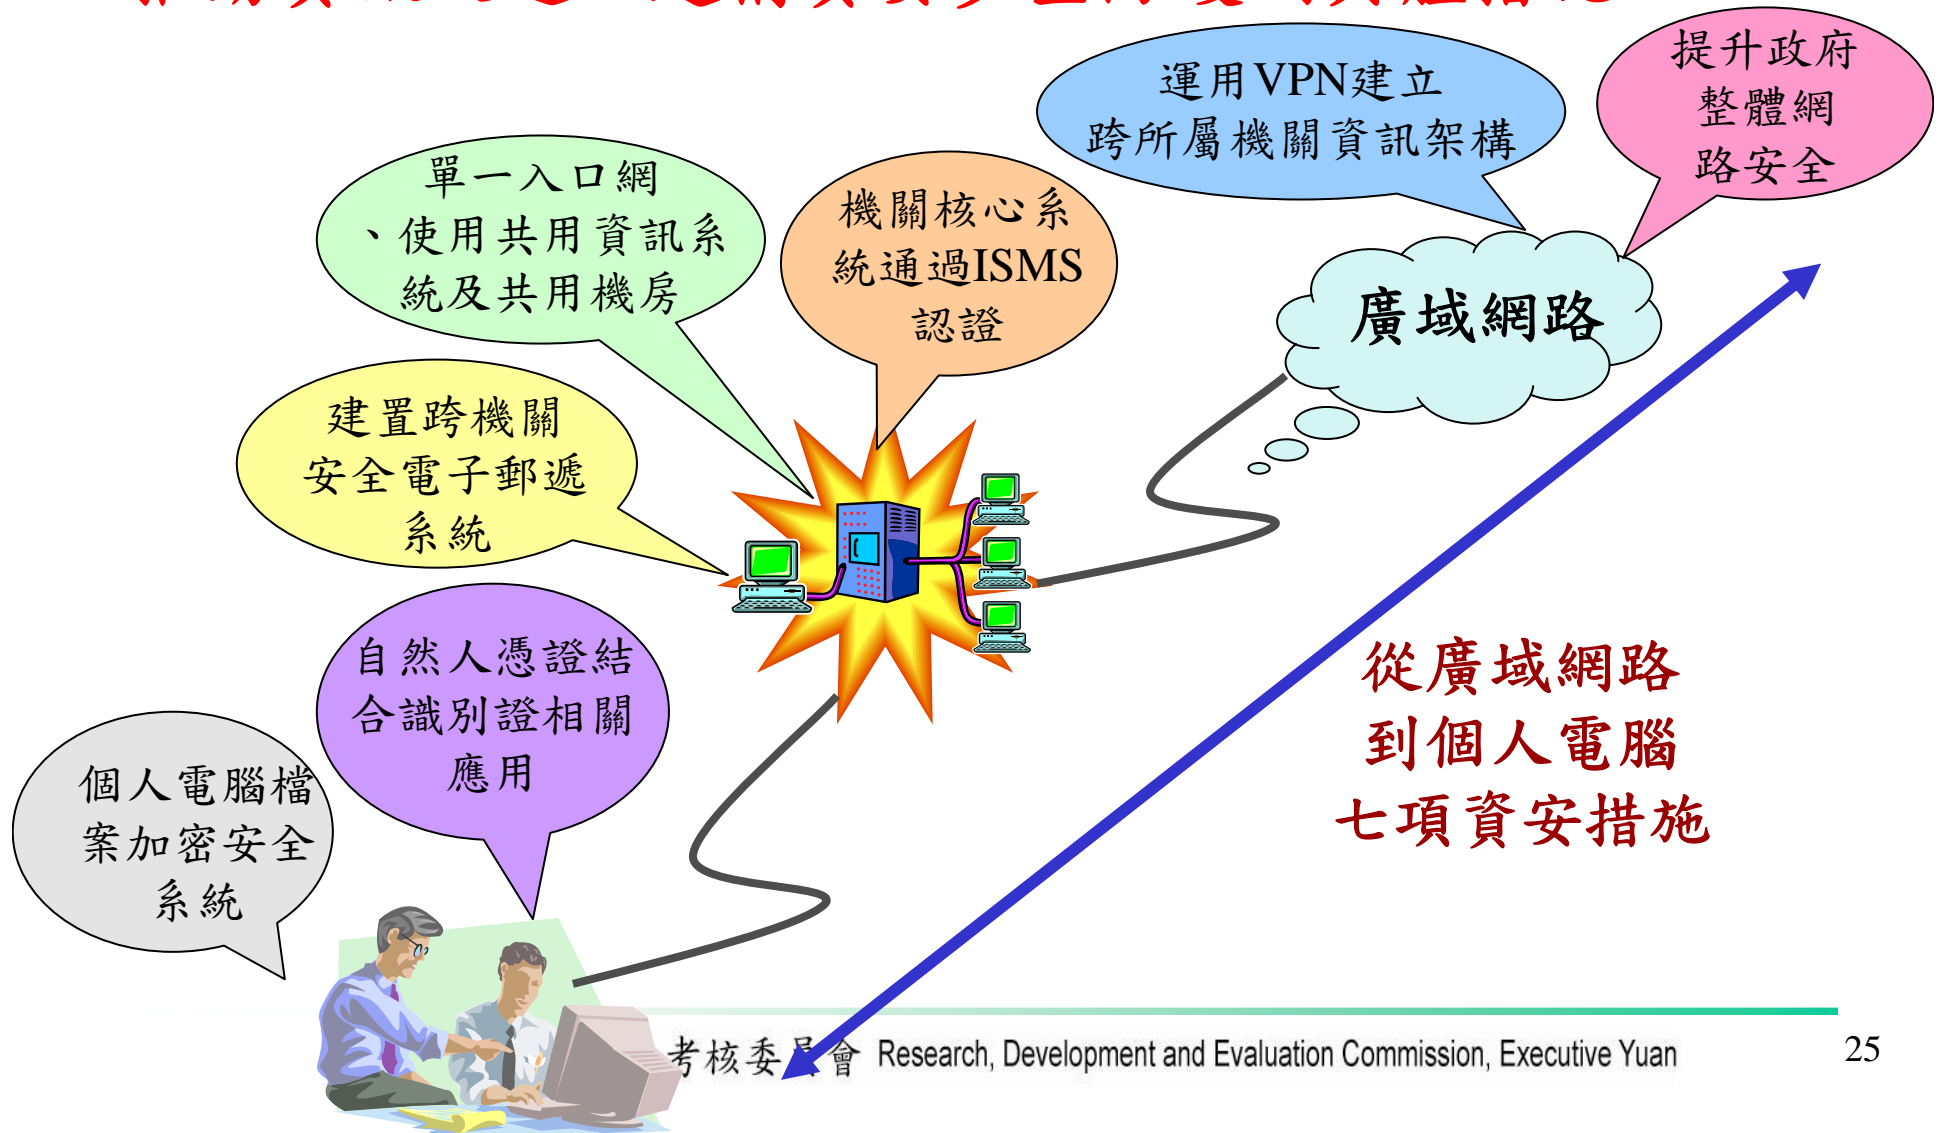 運用VPN建立
跨所屬機關資訊架構
提升政府
整體網
路安全
單一入口網
、使用共用資訊系
統及共用機房
機關核心系
統通過ISMS
認證
廣域網路
建置跨機關
安全電子郵遞
系統
自然人憑證結
合識別證相關
應用
個人電腦檔
案加密安全
系統
從廣域網路
到個人電腦
七項資安措施
考核委員會 Research, Development and Evaluation Commission, Executive Yuan
25